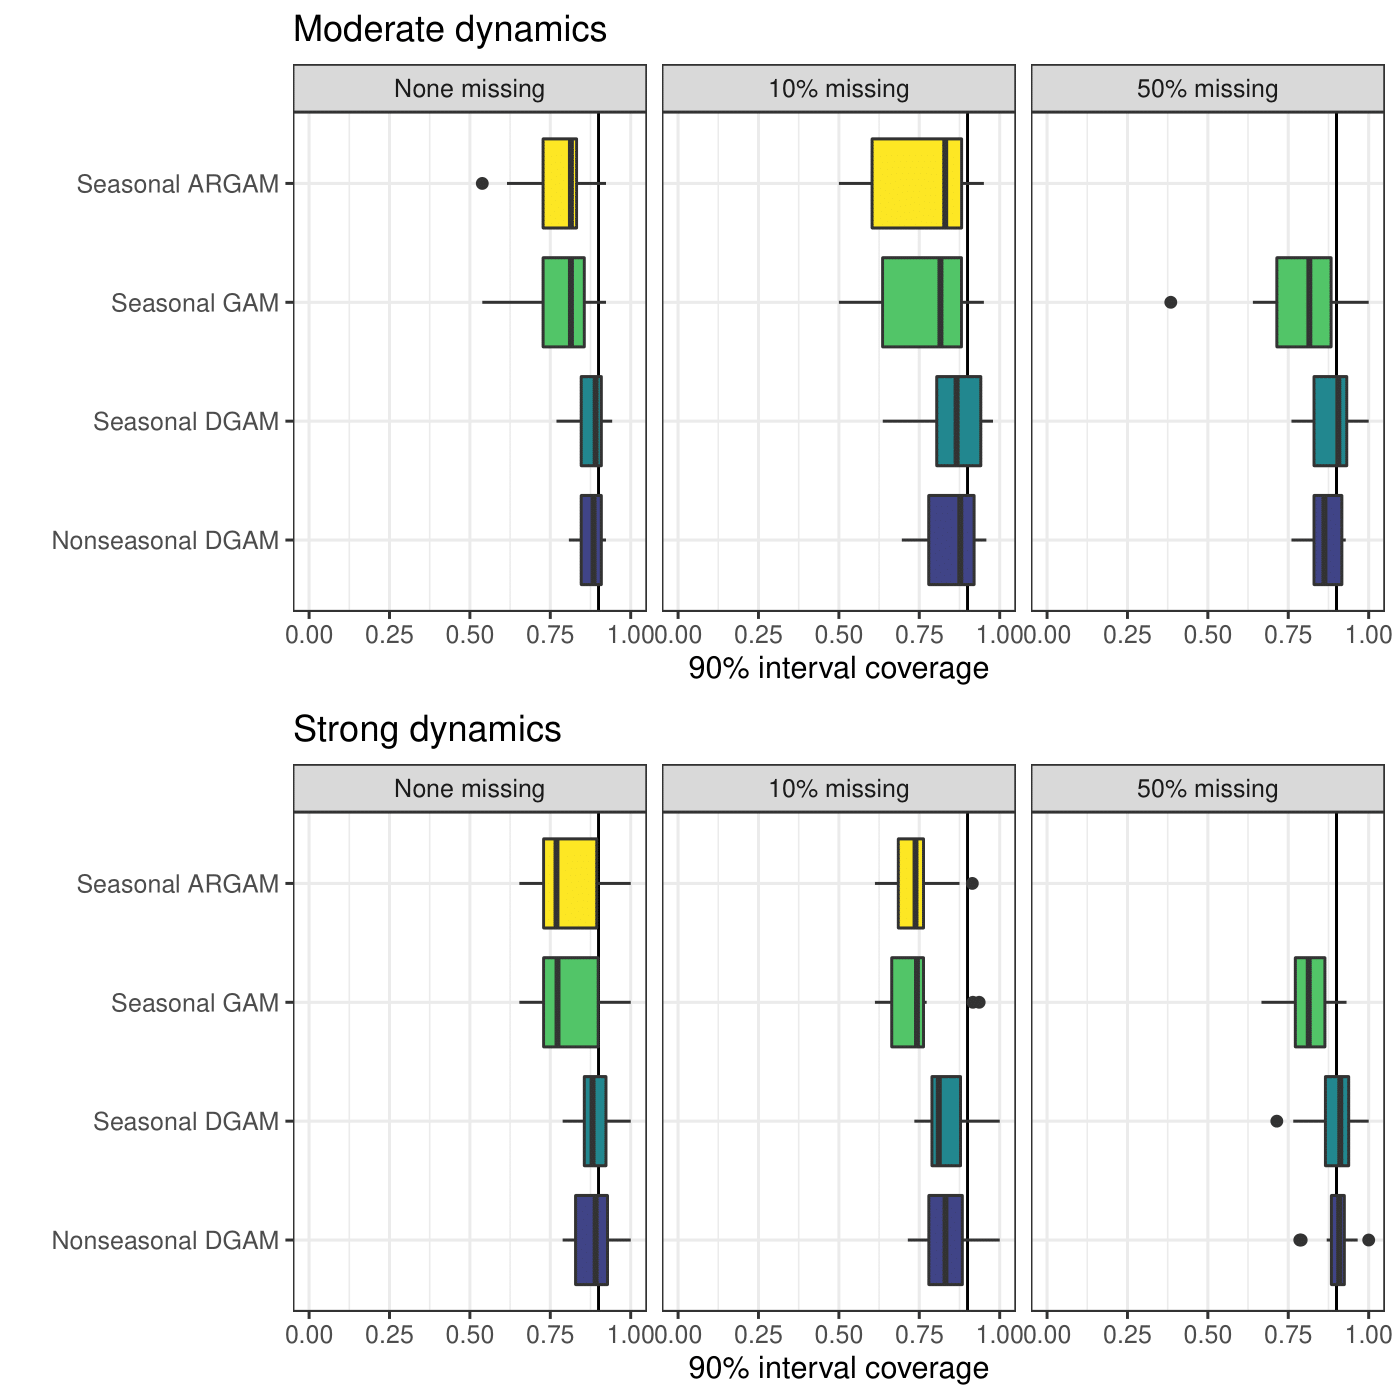 Moderate dynamics
None missing 10% missing 50% missing
Seasonal ARGAM
Seasonal GAM
Seasonal DGAM
Nonseasonal DGAM
0.00 0.25 0.50 0.75 1.00 0.00 0.25 0.50 0.75 1.00 0.00 0.25 0.50 0.75 1.00
90% interval coverage
Strong dynamics
None missing 10% missing 50% missing
Seasonal ARGAM
Seasonal GAM
Seasonal DGAM
Nonseasonal DGAM
0.00 0.25 0.50 0.75 1.00 0.00 0.25 0.50 0.75 1.00 0.00 0.25 0.50 0.75 1.00
90% interval coverage